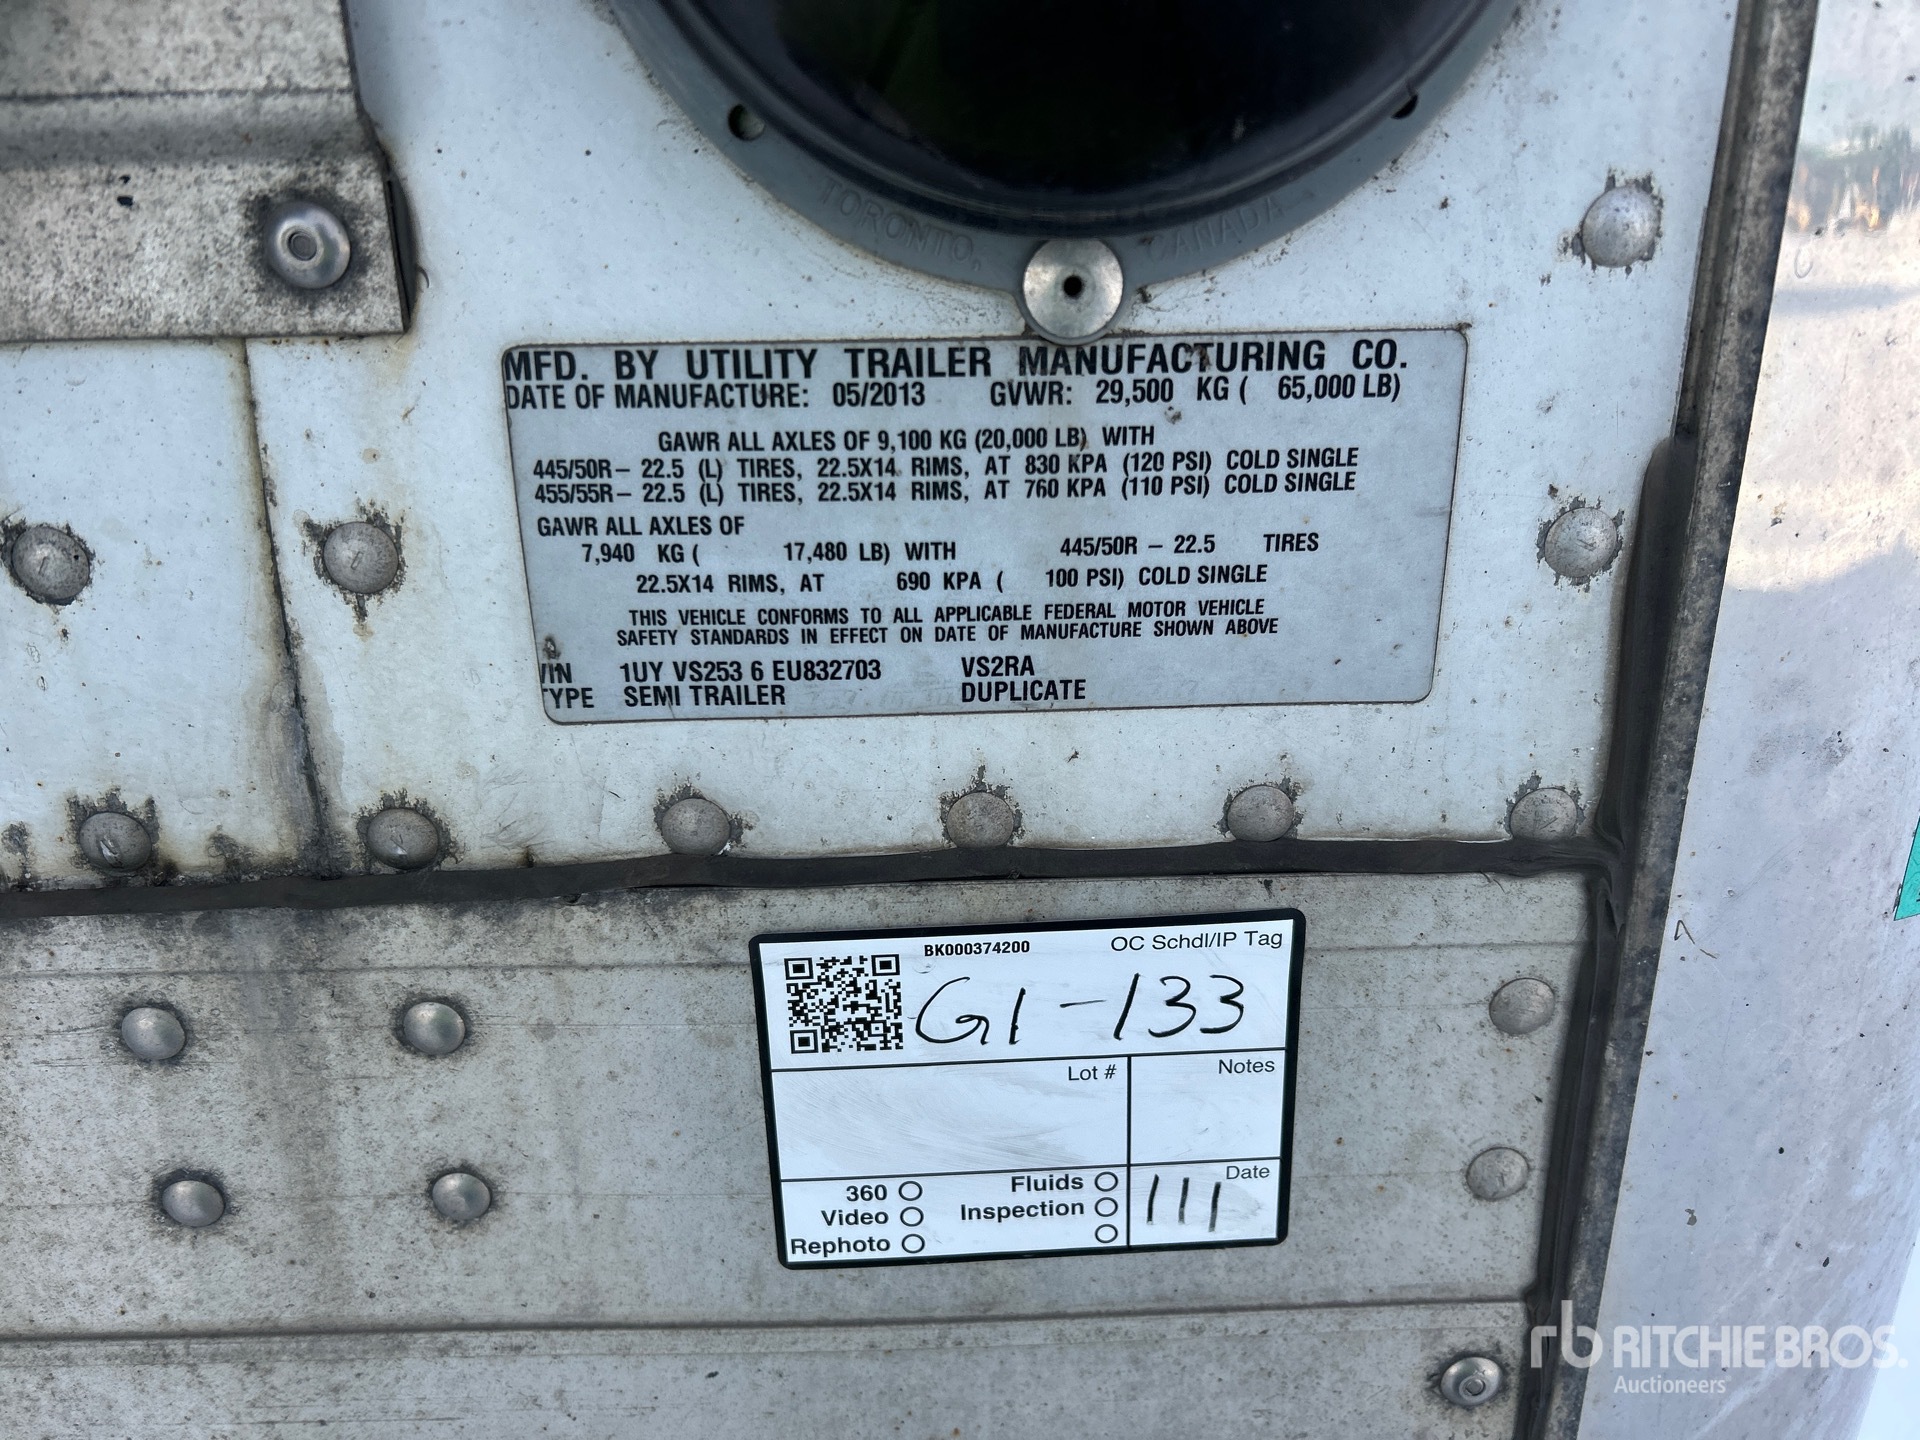 TORONTO, CANADA
MFD. BY UTILITY TRAILER MANUFACTURING CO.
DATE OF MANUFACTURE: 05/2013 GVWR: 29,500 KG ( 65,000 LB)
GAWR ALL AXLES OF 9,100 KG (20,000 LB) WITH
445/50R – 22.5 (L) TIRES, 22.5X14 RIMS, AT 830 KPA (120 PSI) COLD SINGLE
455/55R – 22.5 (L) TIRES, 22.5X14 RIMS, AT 760 KPA (110 PSI) COLD SINGLE
GAWR ALL AXLES OF
7,940 KG ( 17,480 LB) WITH 445/50R – 22.5 TIRES
22.5X14 RIMS, AT 690 KPA ( 100 PSI) COLD SINGLE
THIS VEHICLE CONFORMS TO ALL APPLICABLE FEDERAL MOTOR VEHICLE
SAFETY STANDARDS IN EFFECT ON DATE OF MANUFACTURE SHOWN ABOVE
VIN 1UY VS253 6 EU832703 VS2RA
TYPE SEMI TRAILER DUPLICATE
BK000374200 OC Schdl/IP Tag
G1-133
Lot # Notes
360 Fluids Date
Video Inspection 111
Rephoto
rb RITCHIE BROS.
Auctioneers